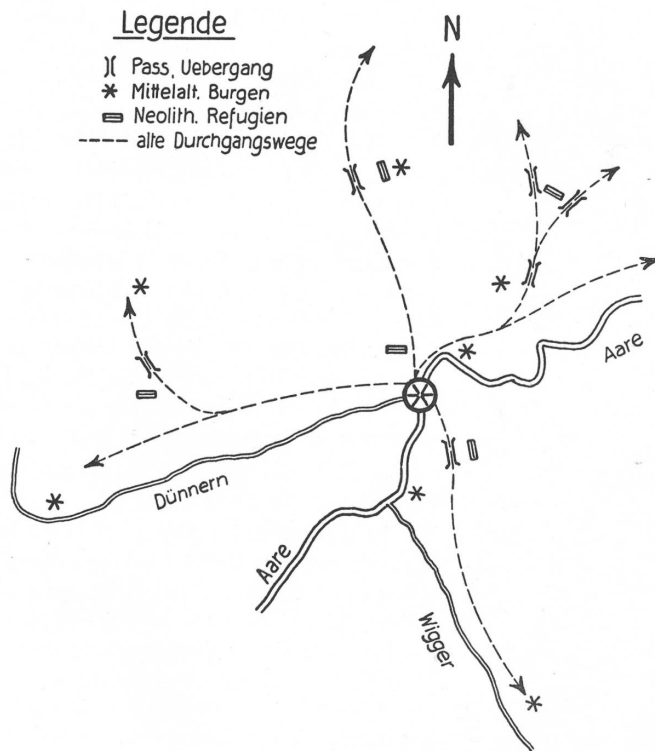 Legende
Pass, Uebergang
Mittelalt. Burgen
Neolith. Refugien
alte Durchgangswege
N
Aare
Dünnern
Aare
Wigger